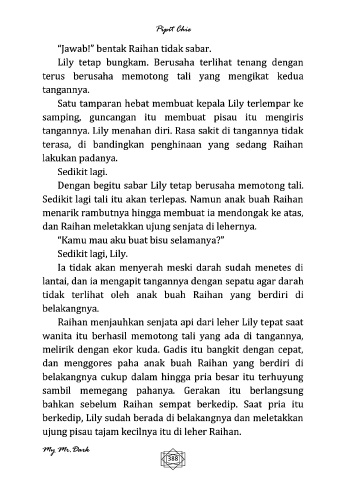 Pipit Chie
“Jawab!” bentak Raihan tidak sabar.
Lily tetap bungkam. Berusaha terlihat tenang dengan
terus berusaha memotong tali yang mengikat kedua
tangannya.
Satu tamparan hebat membuat kepala Lily terlempar ke
samping, guncangan itu membuat pisau itu mengiris
tangannya. Lily menahan diri. Rasa sakit di tangannya tidak
terasa, di bandingkan penghinaan yang sedang Raihan
lakukan padanya.
Sedikit lagi.
Dengan begitu sabar Lily tetap berusaha memotong tali.
Sedikit lagi tali itu akan terlepas. Namun anak buah Raihan
menarik rambutnya hingga membuat ia mendongak ke atas,
dan Raihan meletakkan ujung senjata di lehernya.
“Kamu mau aku buat bisu selamanya?”
Sedikit lagi, Lily.
Ia tidak akan menyerah meski darah sudah menetes di
lantai, dan ia mengapit tangannya dengan sepatu agar darah
tidak terlihat oleh anak buah Raihan yang berdiri di
belakangnya.
Raihan menjauhkan senjata api dari leher Lily tepat saat
wanita itu berhasil memotong tali yang ada di tangannya,
melirik dengan ekor kuda. Gadis itu bangkit dengan cepat,
dan menggores paha anak buah Raihan yang berdiri di
belakangnya cukup dalam hingga pria besar itu terhuyung
sambil memegang pahanya. Gerakan itu berlangsung
bahkan sebelum Raihan sempat berkedip. Saat pria itu
berkedip, Lily sudah berada di belakangnya dan meletakkan
ujung pisau tajam kecilnya itu di leher Raihan.
My Mr. Dark
388